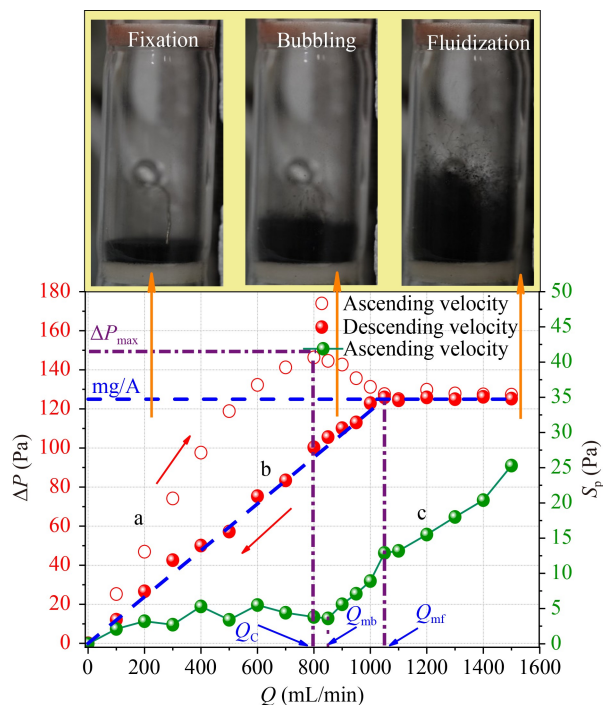 Fixation
Bubbling
Fluidization
180
160
140
120
100
80
60
40
20
0
ΔP (Pa)
ΔPmax
mg/A
Ascending velocity
Descending velocity
Ascending velocity
a
b
c
QC
Qmb
Qmf
50
45
40
35
30
25
20
15
10
5
0
Sp (Pa)
0 200 400 600 800 1000 1200 1400 1600
Q (mL/min)